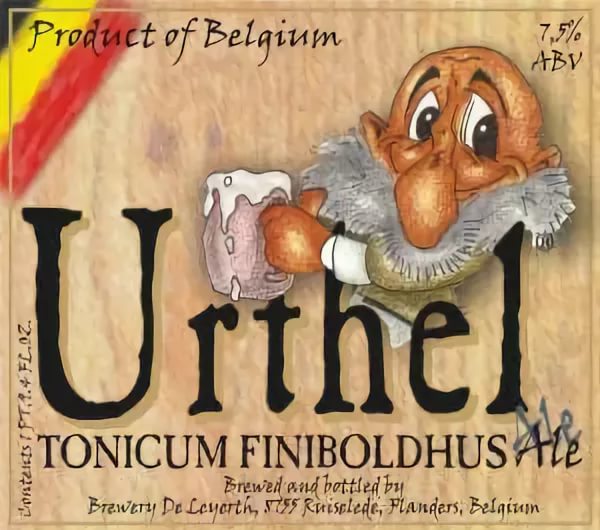 Product of Belgium
7,5%
ABV
Urthel
TONICUM FINIBOLDHUS Ale
Contents 1 PT. 9.4 FL.OZ.
Brewed and bottled by
Brewery De Leyerth, Ruiselede, Flanders, Belgium